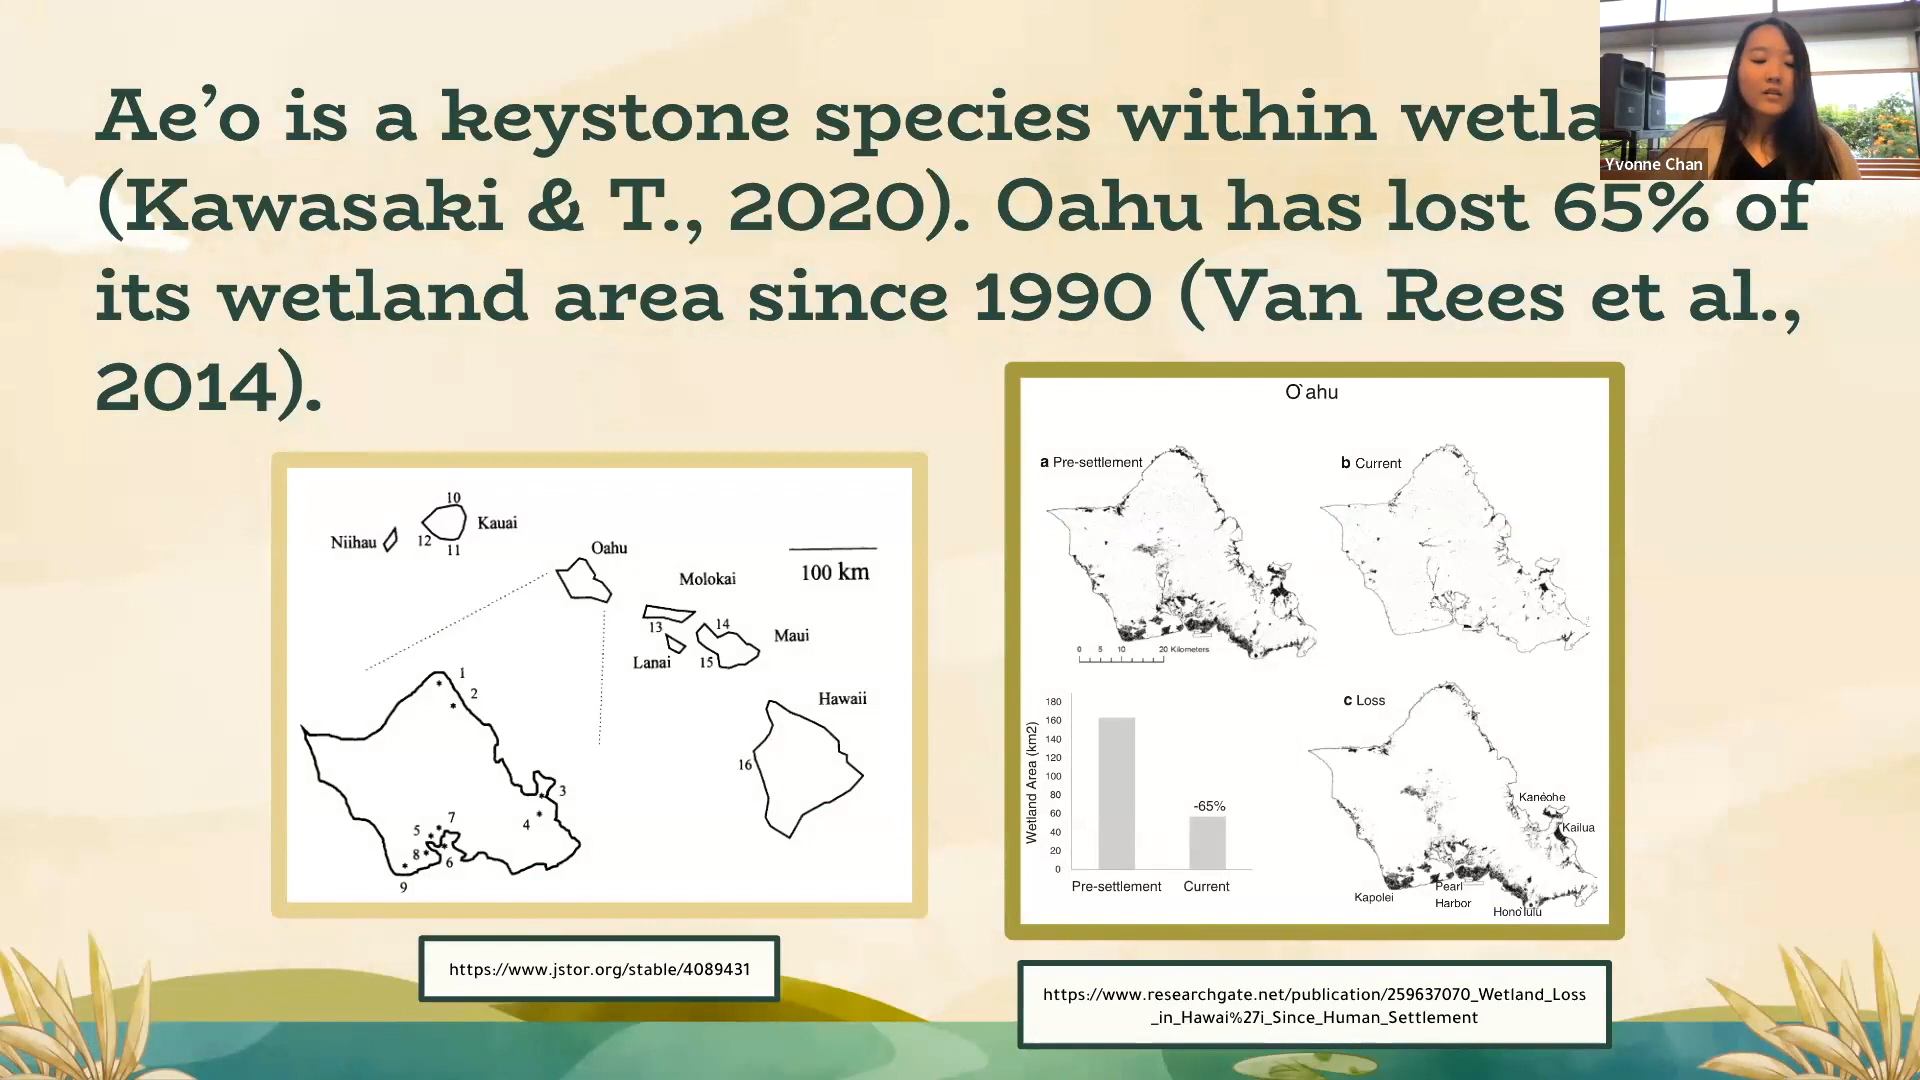 Ae’o is a keystone species within wetla
(Kawasaki & T., 2020). Oahu has lost 65% of
its wetland area since 1990 (Van Rees et al.,
2014).
Yvonne Chan
10
Kauai
Niihau
12
11
Oahu
100 km
Molokai
13
14
Maui
Lanai
15
Hawaii
16
1
2
3
4
7
5
8
6
9
https://www.jstor.org/stable/4089431
O`ahu
a Pre-settlement
b Current
0 5 10 20 Kilometers
c Loss
Wetland Area (km2)
180
160
140
120
100
80
60
40
20
0
-65%
Pre-settlement
Current
Kanéohe
Kailua
Kapolei
Pearl
Harbor
Hono`lulu
https://www.researchgate.net/publication/259637070_Wetland_Loss
_in_Hawai%27i_Since_Human_Settlement